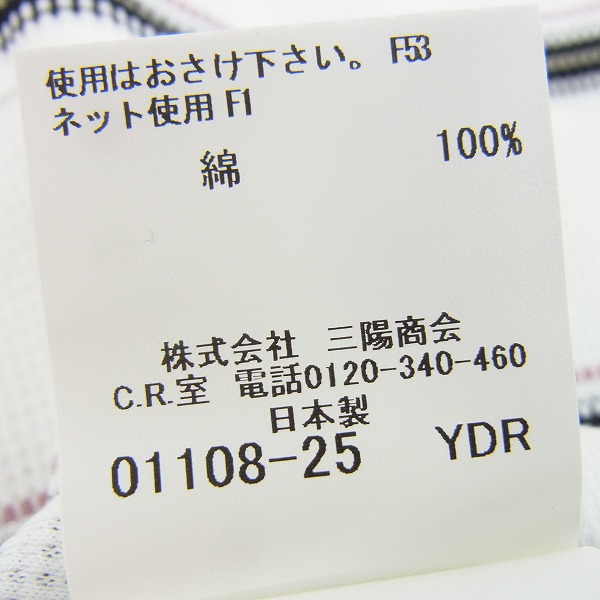 使用はおさけ下さい。 F53
ネット使用 F1
綿 100%
株式会社 三陽商会
C.R.室 電話0120-340-460
日本製
01108-25 YDR